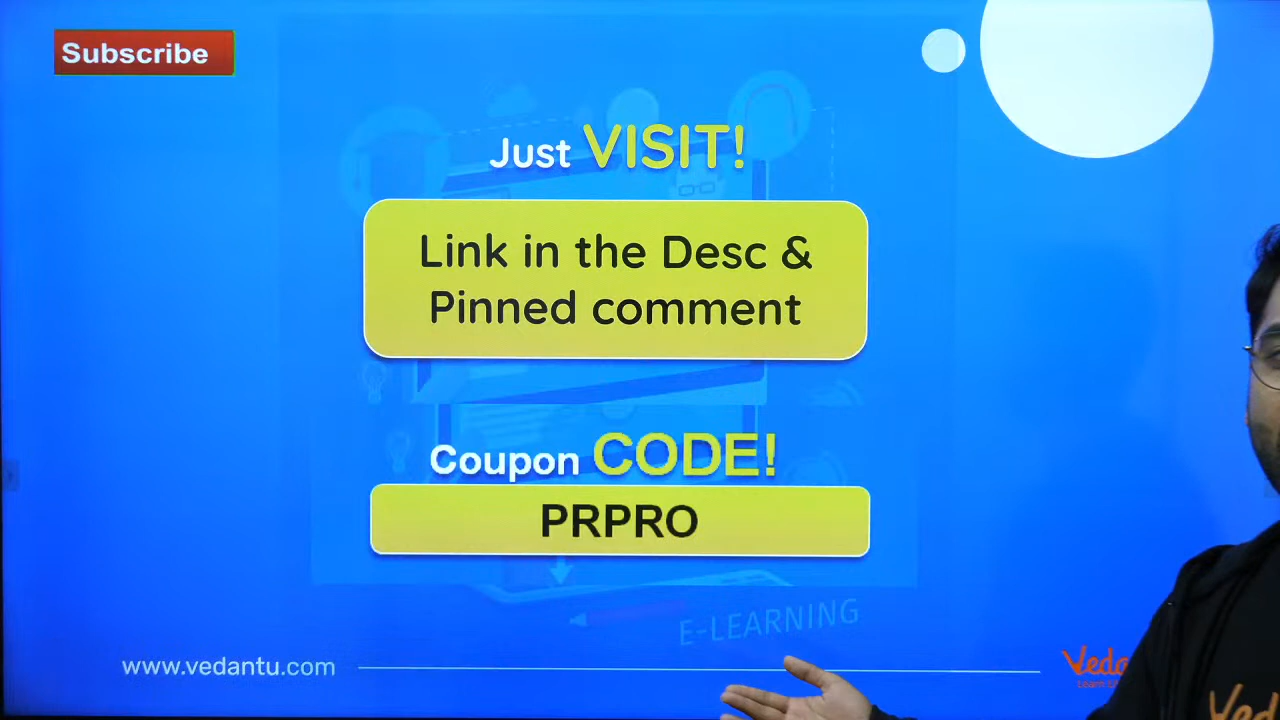 Subscribe
Just VISIT!
Link in the Desc &
Pinned comment
Coupon CODE!
PRPRO
E-LEARNING
www.vedantu.com